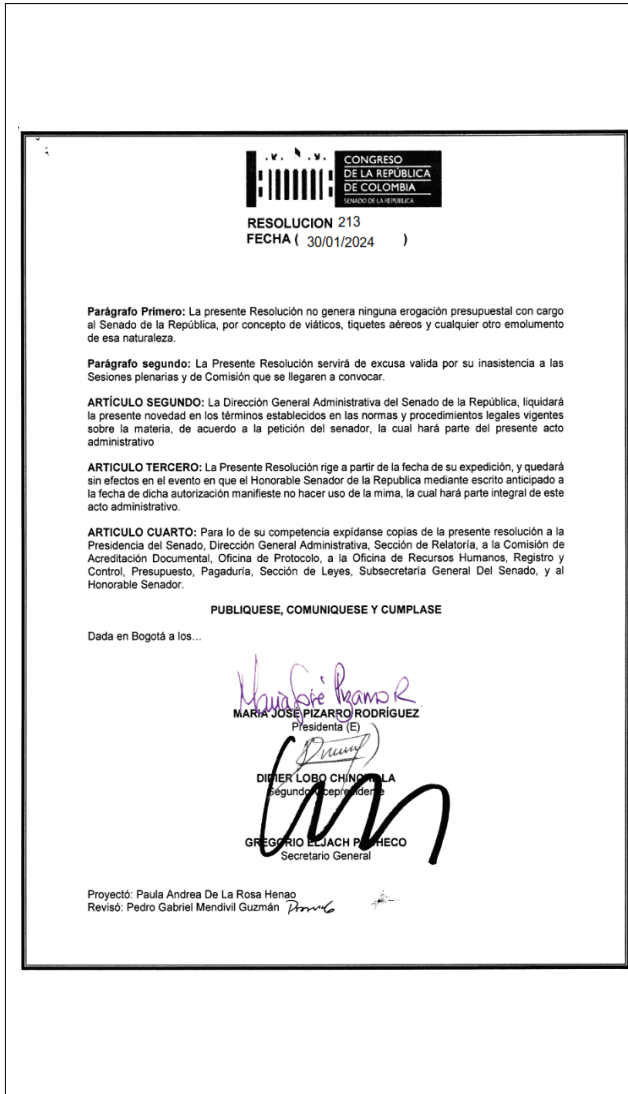 CONGRESO
DE LA REPÚBLICA
DE COLOMBIA
SENADO DE LA REPÚBLICA
RESOLUCION 213
FECHA ( 30/01/2024 )
Parágrafo Primero: La presente Resolución no genera ninguna erogación presupuestal con cargo
al Senado de la República, por concepto de viáticos, tiquetes aéreos y cualquier otro emolumento
de esa naturaleza.
Parágrafo segundo: La Presente Resolución servirá de excusa valida por su inasistencia a las
Sesiones plenarias y de Comisión que se llegaren a convocar.
ARTÍCULO SEGUNDO: La Dirección General Administrativa del Senado de la República, liquidará
la presente novedad en los términos establecidos en las normas y procedimientos legales vigentes
sobre la materia, de acuerdo a la petición del senador, la cual hará parte del presente acto
administrativo
ARTICULO TERCERO: La Presente Resolución rige a partir de la fecha de su expedición, y quedará
sin efectos en el evento en que el Honorable Senador de la Republica mediante escrito anticipado a
la fecha de dicha autorización manifieste no hacer uso de la mima, la cual hará parte integral de este
acto administrativo.
ARTICULO CUARTO: Para lo de su competencia expídanse copias de la presente resolución a la
Presidencia del Senado, Dirección General Administrativa, Sección de Relatoría, a la Comisión de
Acreditación Documental, Oficina de Protocolo, a la Oficina de Recursos Humanos, Registro y
Control, Presupuesto, Pagaduría, Sección de Leyes, Subsecretaría General Del Senado, y al
Honorable Senador.
PUBLIQUESE, COMUNIQUESE Y CUMPLASE
Dada en Bogotá a los...
María José Pizarro R
MARÍA JOSÉ PIZARRO RODRÍGUEZ
Presidenta (E)
DIDIER LOBO
Segundo Vicepresidente
GREGORIO ELJACH PACHECO
Secretario General
Proyectó: Paula Andrea De La Rosa Henao
Revisó: Pedro Gabriel Mendivil Guzmán